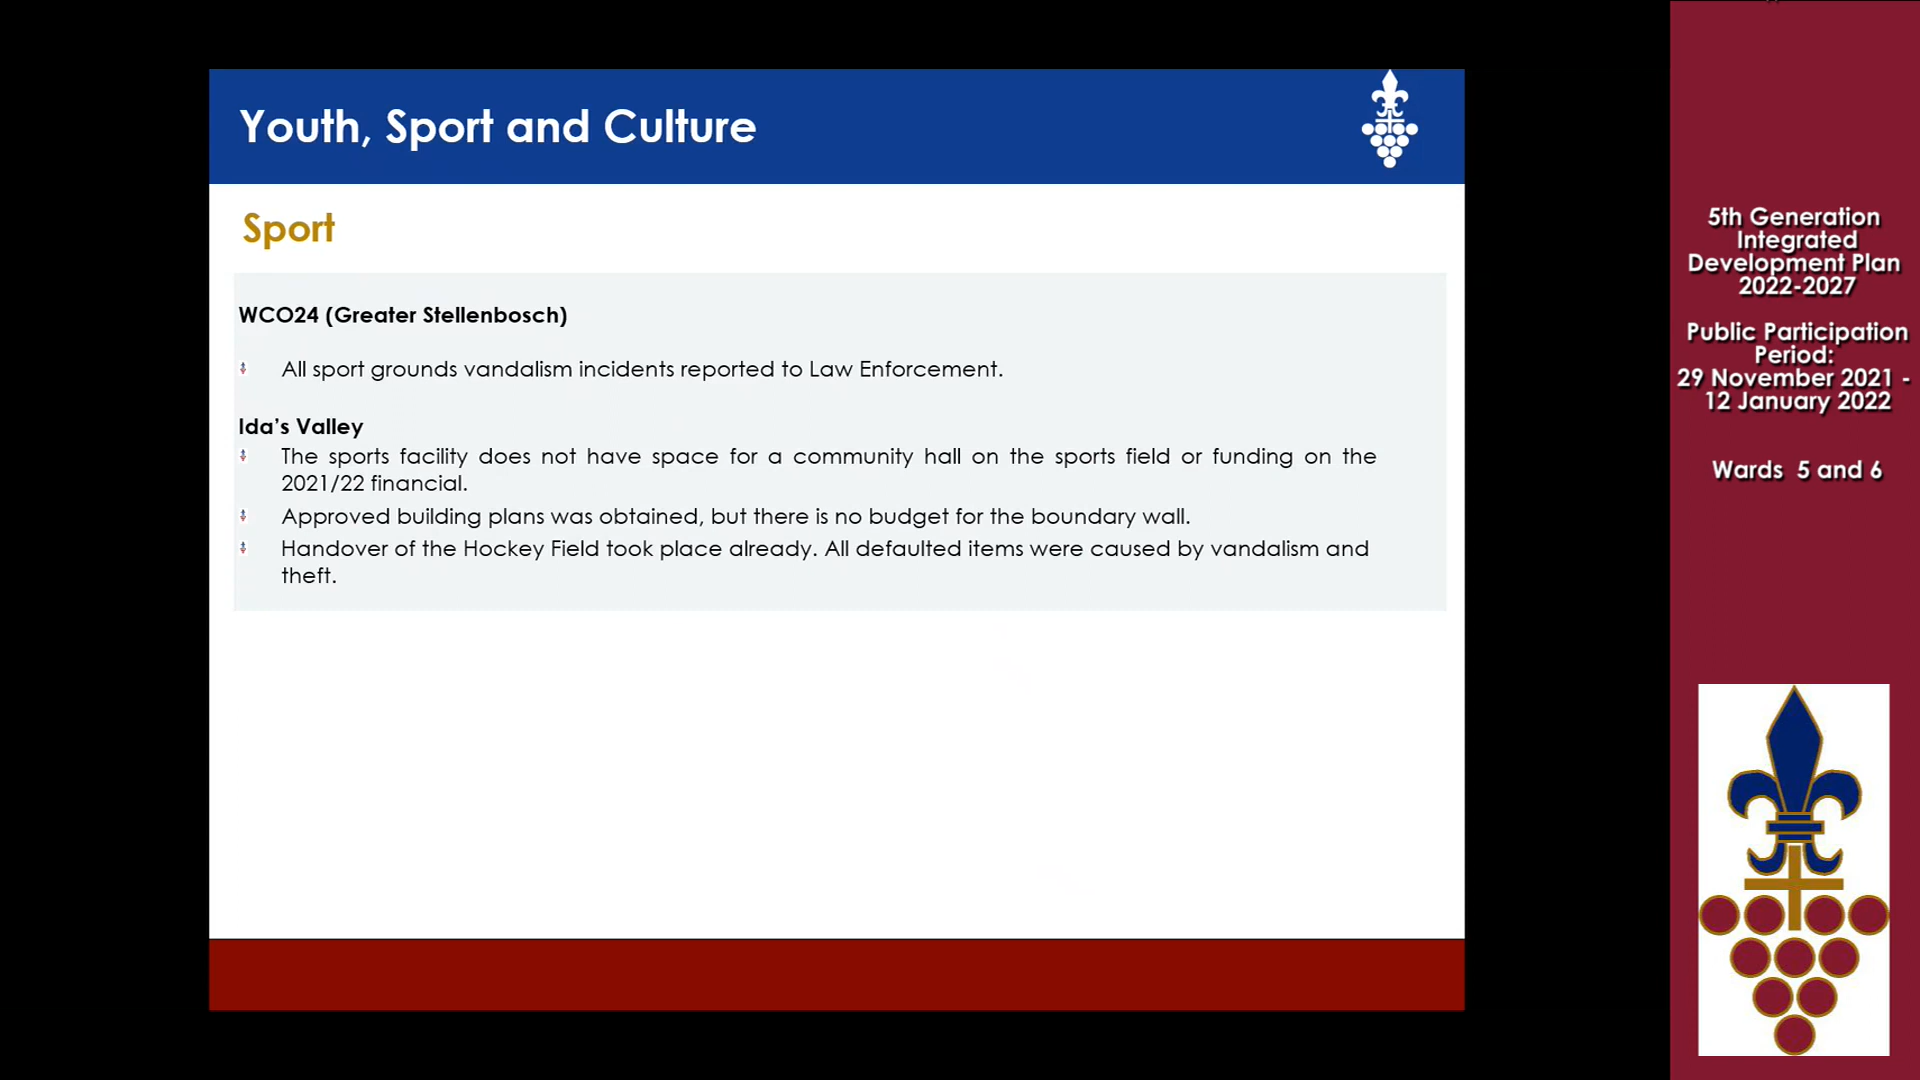 Youth, Sport and Culture
Sport
WCO24 (Greater Stellenbosch)
All sport grounds vandalism incidents reported to Law Enforcement.
Ida's Valley
The sports facility does not have space for a community hall on the sports field or funding on the
2021/22 financial.
Approved building plans was obtained, but there is no budget for the boundary wall.
Handover of the Hockey Field took place already. All defaulted items were caused by vandalism and
theft.
5th Generation
Integrated
Development Plan
2022-2027
Public Participation
Period:
29 November 2021 -
12 January 2022
Wards 5 and 6